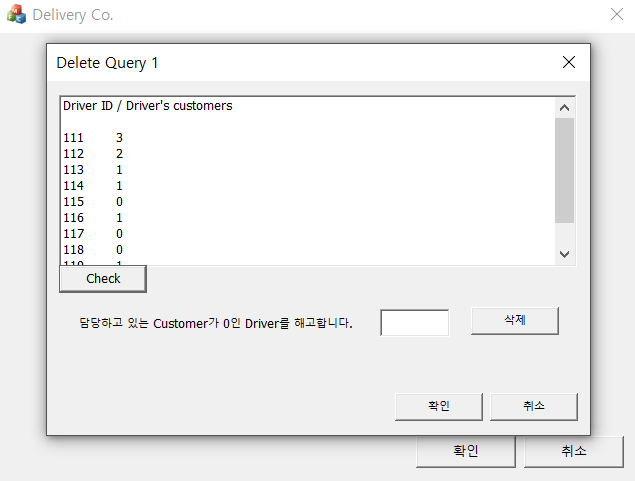 Delivery Co.
Delete Query 1
Driver ID / Driver's customers
111 3
112 2
113 1
114 1
115 0
116 1
117 0
118 0
119 1
Check
담당하고 있는 Customer가 0인 Driver를 해고합니다.
삭제
확인 취소
확인 취소